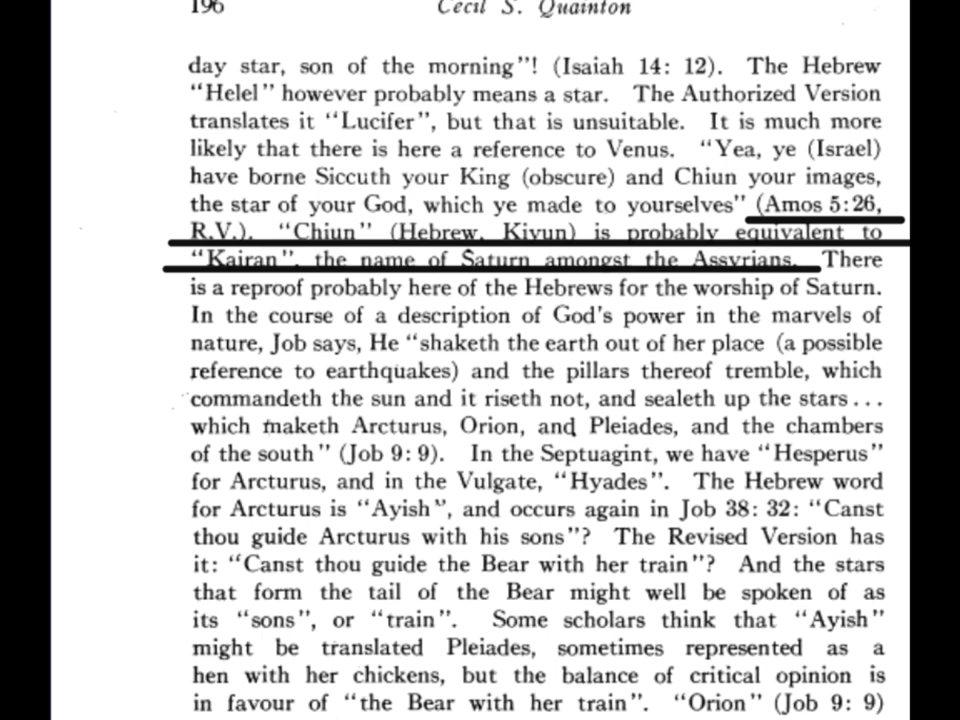 196 Cecil S. Quainton
day star, son of the morning"! (Isaiah 14: 12). The Hebrew
"Helel" however probably means a star. The Authorized Version
translates it "Lucifer", but that is unsuitable. It is much more
likely that there is here a reference to Venus. "Yea, ye (Israel)
have borne Siccuth your King (obscure) and Chiun your images,
the star of your God, which ye made to yourselves" (Amos 5:26,
R.V.). "Chiun" (Hebrew, Kivun) is probably equivalent to
"Kairan", the name of Saturn amongst the Assyrians. There
is a reproof probably here of the Hebrews for the worship of Saturn.
In the course of a description of God's power in the marvels of
nature, Job says, He "shaketh the earth out of her place (a possible
reference to earthquakes) and the pillars thereof tremble, which
commandeth the sun and it riseth not, and sealeth up the stars...
which maketh Arcturus, Orion, and Pleiades, and the chambers
of the south" (Job 9: 9). In the Septuagint, we have "Hesperus"
for Arcturus, and in the Vulgate, "Hyades". The Hebrew word
for Arcturus is "Ayish", and occurs again in Job 38: 32: "Canst
thou guide Arcturus with his sons"? The Revised Version has
it: "Canst thou guide the Bear with her train"? And the stars
that form the tail of the Bear might well be spoken of as
its "sons", or "train". Some scholars think that "Ayish"
might be translated Pleiades, sometimes represented as a
hen with her chickens, but the balance of critical opinion is
in favour of "the Bear with her train". "Orion" (Job 9: 9)